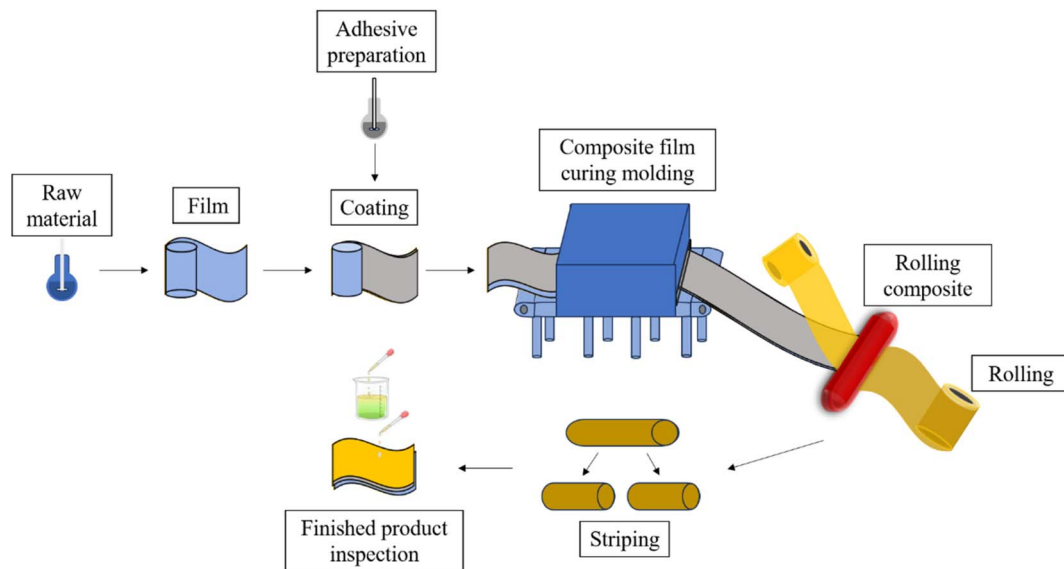 Adhesive
preparation
Raw
material
Film
Coating
Composite film
curing molding
Rolling
composite
Rolling
Striping
Finished product
inspection